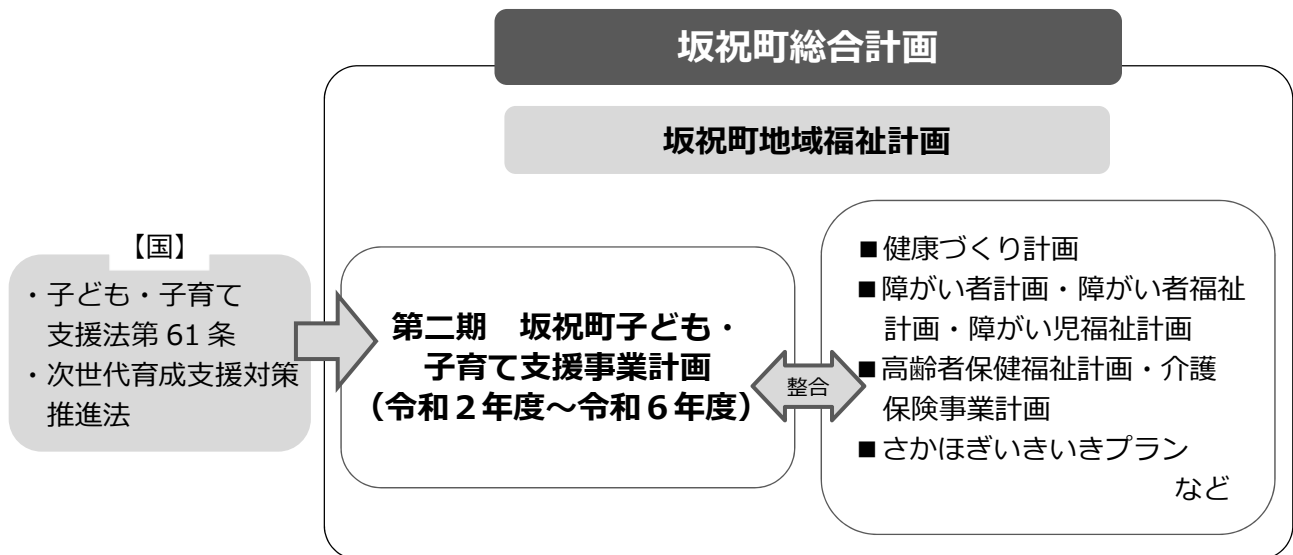 坂祝町総合計画
坂祝町地域福祉計画
【国】
・子ども・子育て
支援法第 61 条
・次世代育成支援対策
推進法
第二期　坂祝町子ども・
子育て支援事業計画
（令和２年度～令和６年度）
整合
■健康づくり計画
■障がい者計画・障がい者福祉
計画・障がい児福祉計画
■高齢者保健福祉計画・介護
保険事業計画
■さかほぎいきいきプラン
など